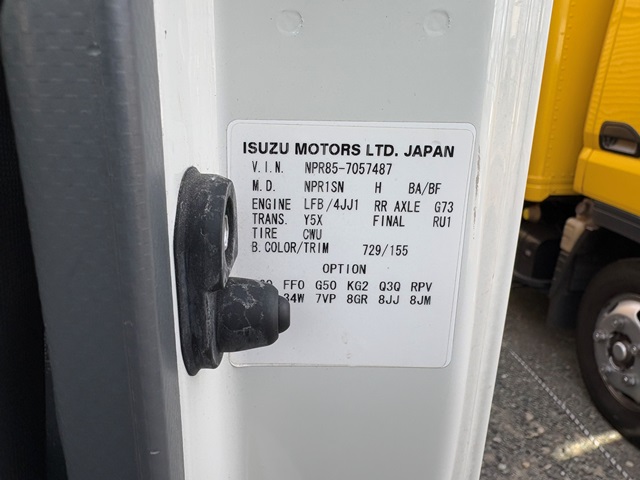 ISUZU MOTORS LTD. JAPAN
V.I.N. NPR85-7057487
M.D. NPR1SN H BA/BF
ENGINE LFB/4JJ1 RR AXLE G73
TRANS. Y5X FINAL RU1
TIRE CWU
B.COLOR/TRIM 729/155
OPTION
FFO G50 KG2 Q3Q RPV
34W 7VP 8GR 8JJ 8JM